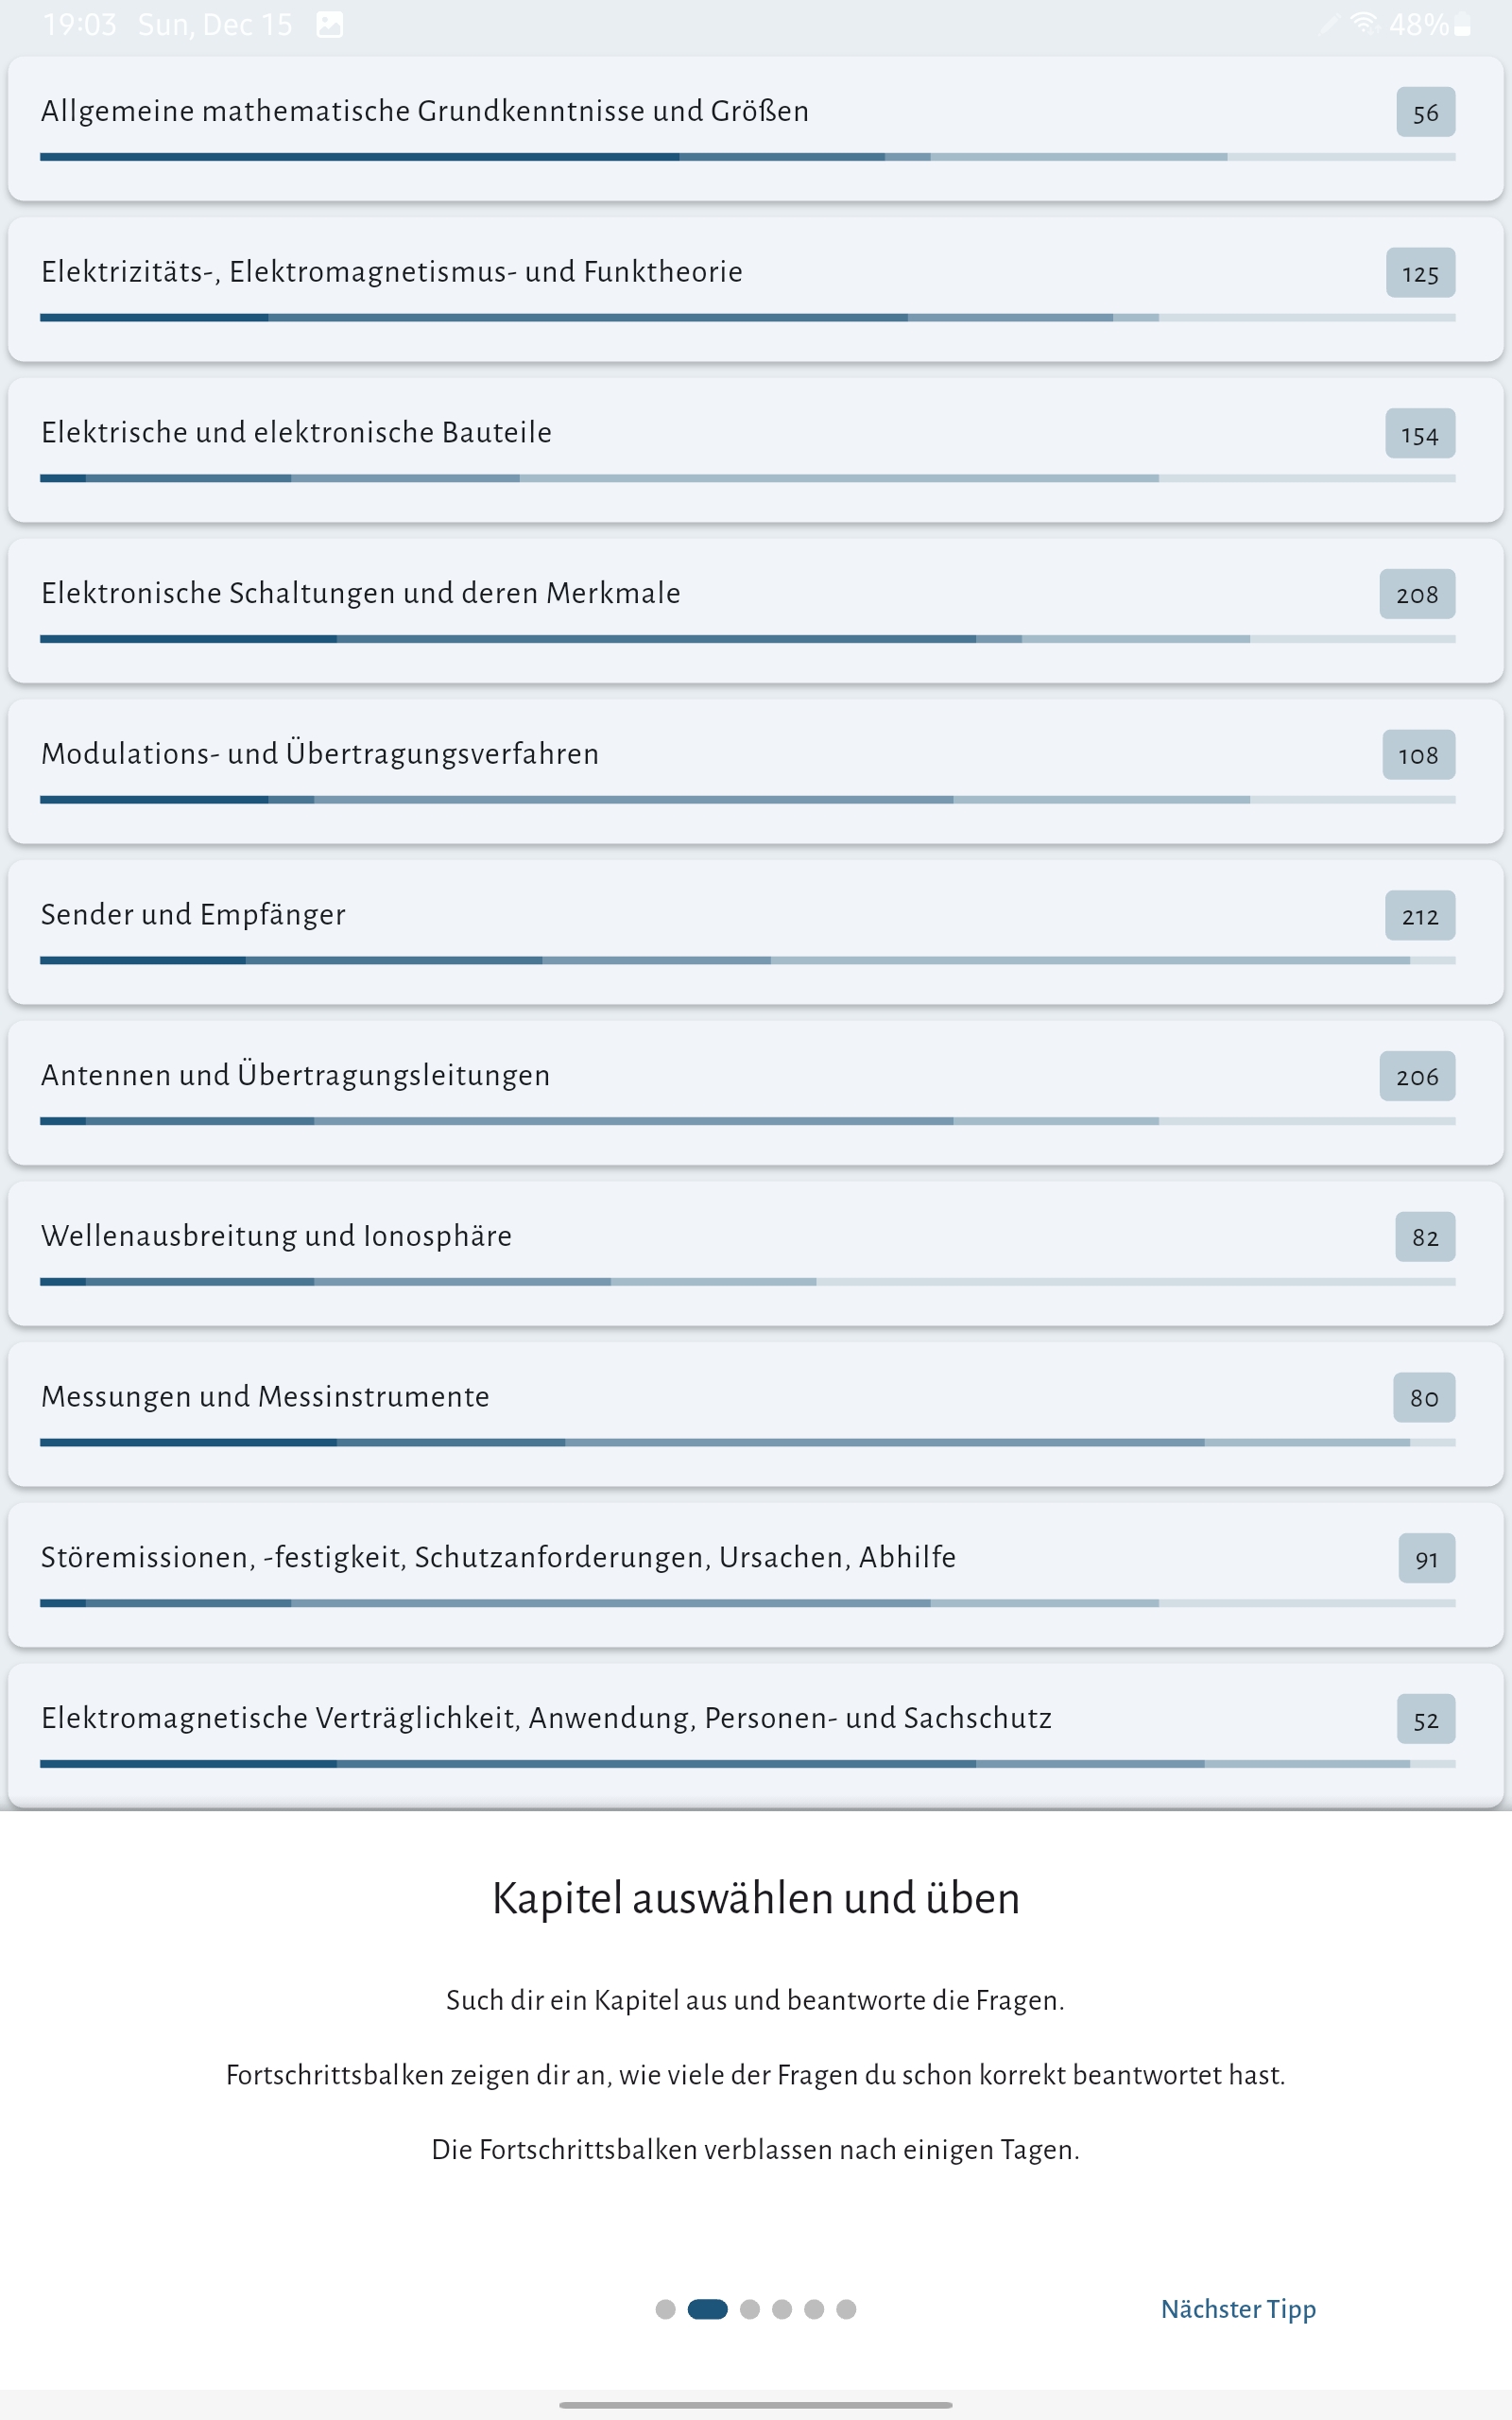 19:03 Sun, Dec 15 48%
Allgemeine mathematische Grundkenntnisse und Größen 56
Elektrizitäts-, Elektromagnetismus- und Funktheorie 125
Elektrische und elektronische Bauteile 154
Elektronische Schaltungen und deren Merkmale 208
Modulations- und Übertragungsverfahren 108
Sender und Empfänger 212
Antennen und Übertragungsleitungen 206
Wellenausbreitung und Ionosphäre 82
Messungen und Messinstrumente 80
Störemissionen, -festigkeit, Schutzanforderungen, Ursachen, Abhilfe 91
Elektromagnetische Verträglichkeit, Anwendung, Personen- und Sachschutz 52
Kapitel auswählen und üben
Such dir ein Kapitel aus und beantworte die Fragen.
Fortschrittsbalken zeigen dir an, wie viele der Fragen du schon korrekt beantwortet hast.
Die Fortschrittsbalken verblassen nach einigen Tagen.
Nächster Tipp